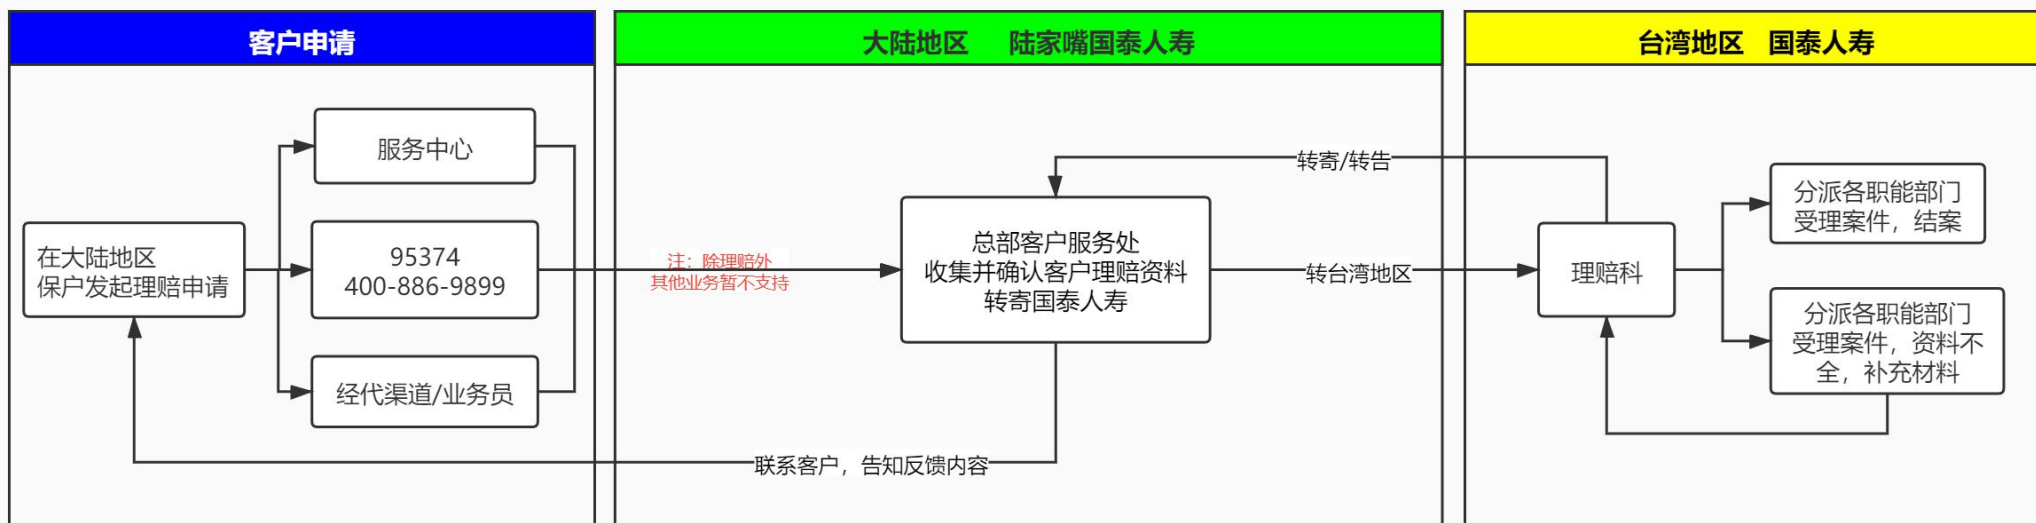 客户申请
大陆地区 陆家嘴国泰人寿
台湾地区 国泰人寿
服务中心
在大陆地区
保户发起理赔申请
95374
400-886-9899
经代渠道/业务员
注：除理赔外
其他业务暂不支持
总部客户服务处
收集并确认客户理赔资料
转寄国泰人寿
转寄/转告
转台湾地区
联系客户，告知反馈内容
理赔科
分派各职能部门
受理案件，结案
分派各职能部门
受理案件，资料不
全，补充材料